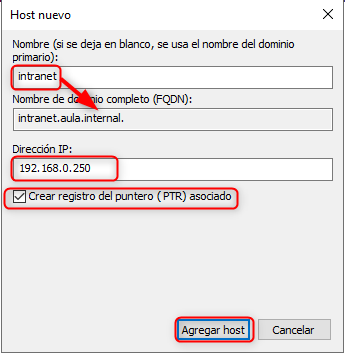 Host nuevo
Nombre (si se deja en blanco, se usa el nombre del dominio
primario):
intranet
Nombre de dominio completo (FQDN):
intranet.aula.internal.
Dirección IP:
192.168.0.250
Crear registro del puntero (PTR) asociado
Agregar host
Cancelar